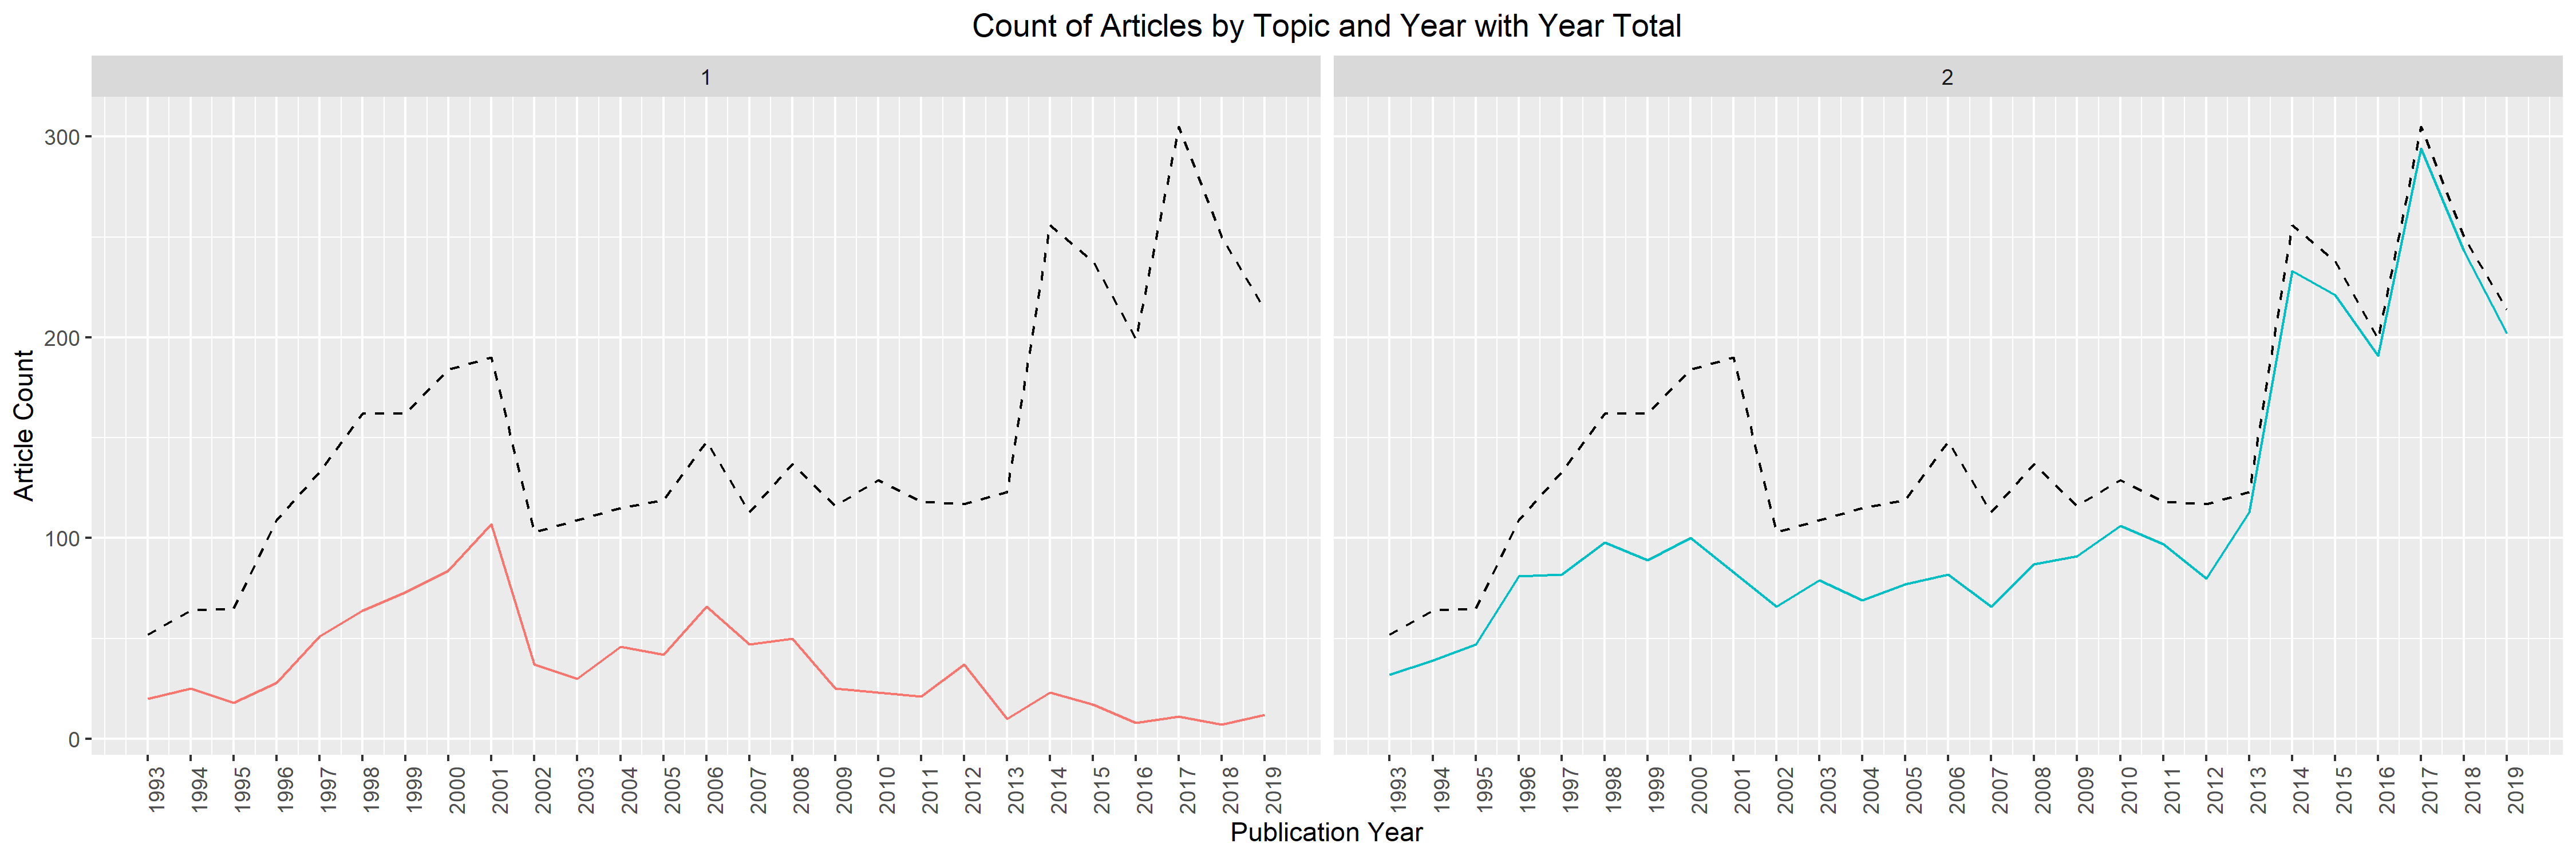 Count of Articles by Topic and Year with Year Total
1 2
300
200
100
0
Article Count
1993 1994 1995 1996 1997 1998 1999 2000 2001 2002 2003 2004 2005 2006 2007 2008 2009 2010 2011 2012 2013 2014 2015 2016 2017 2018 2019
1993 1994 1995 1996 1997 1998 1999 2000 2001 2002 2003 2004 2005 2006 2007 2008 2009 2010 2011 2012 2013 2014 2015 2016 2017 2018 2019
Publication Year